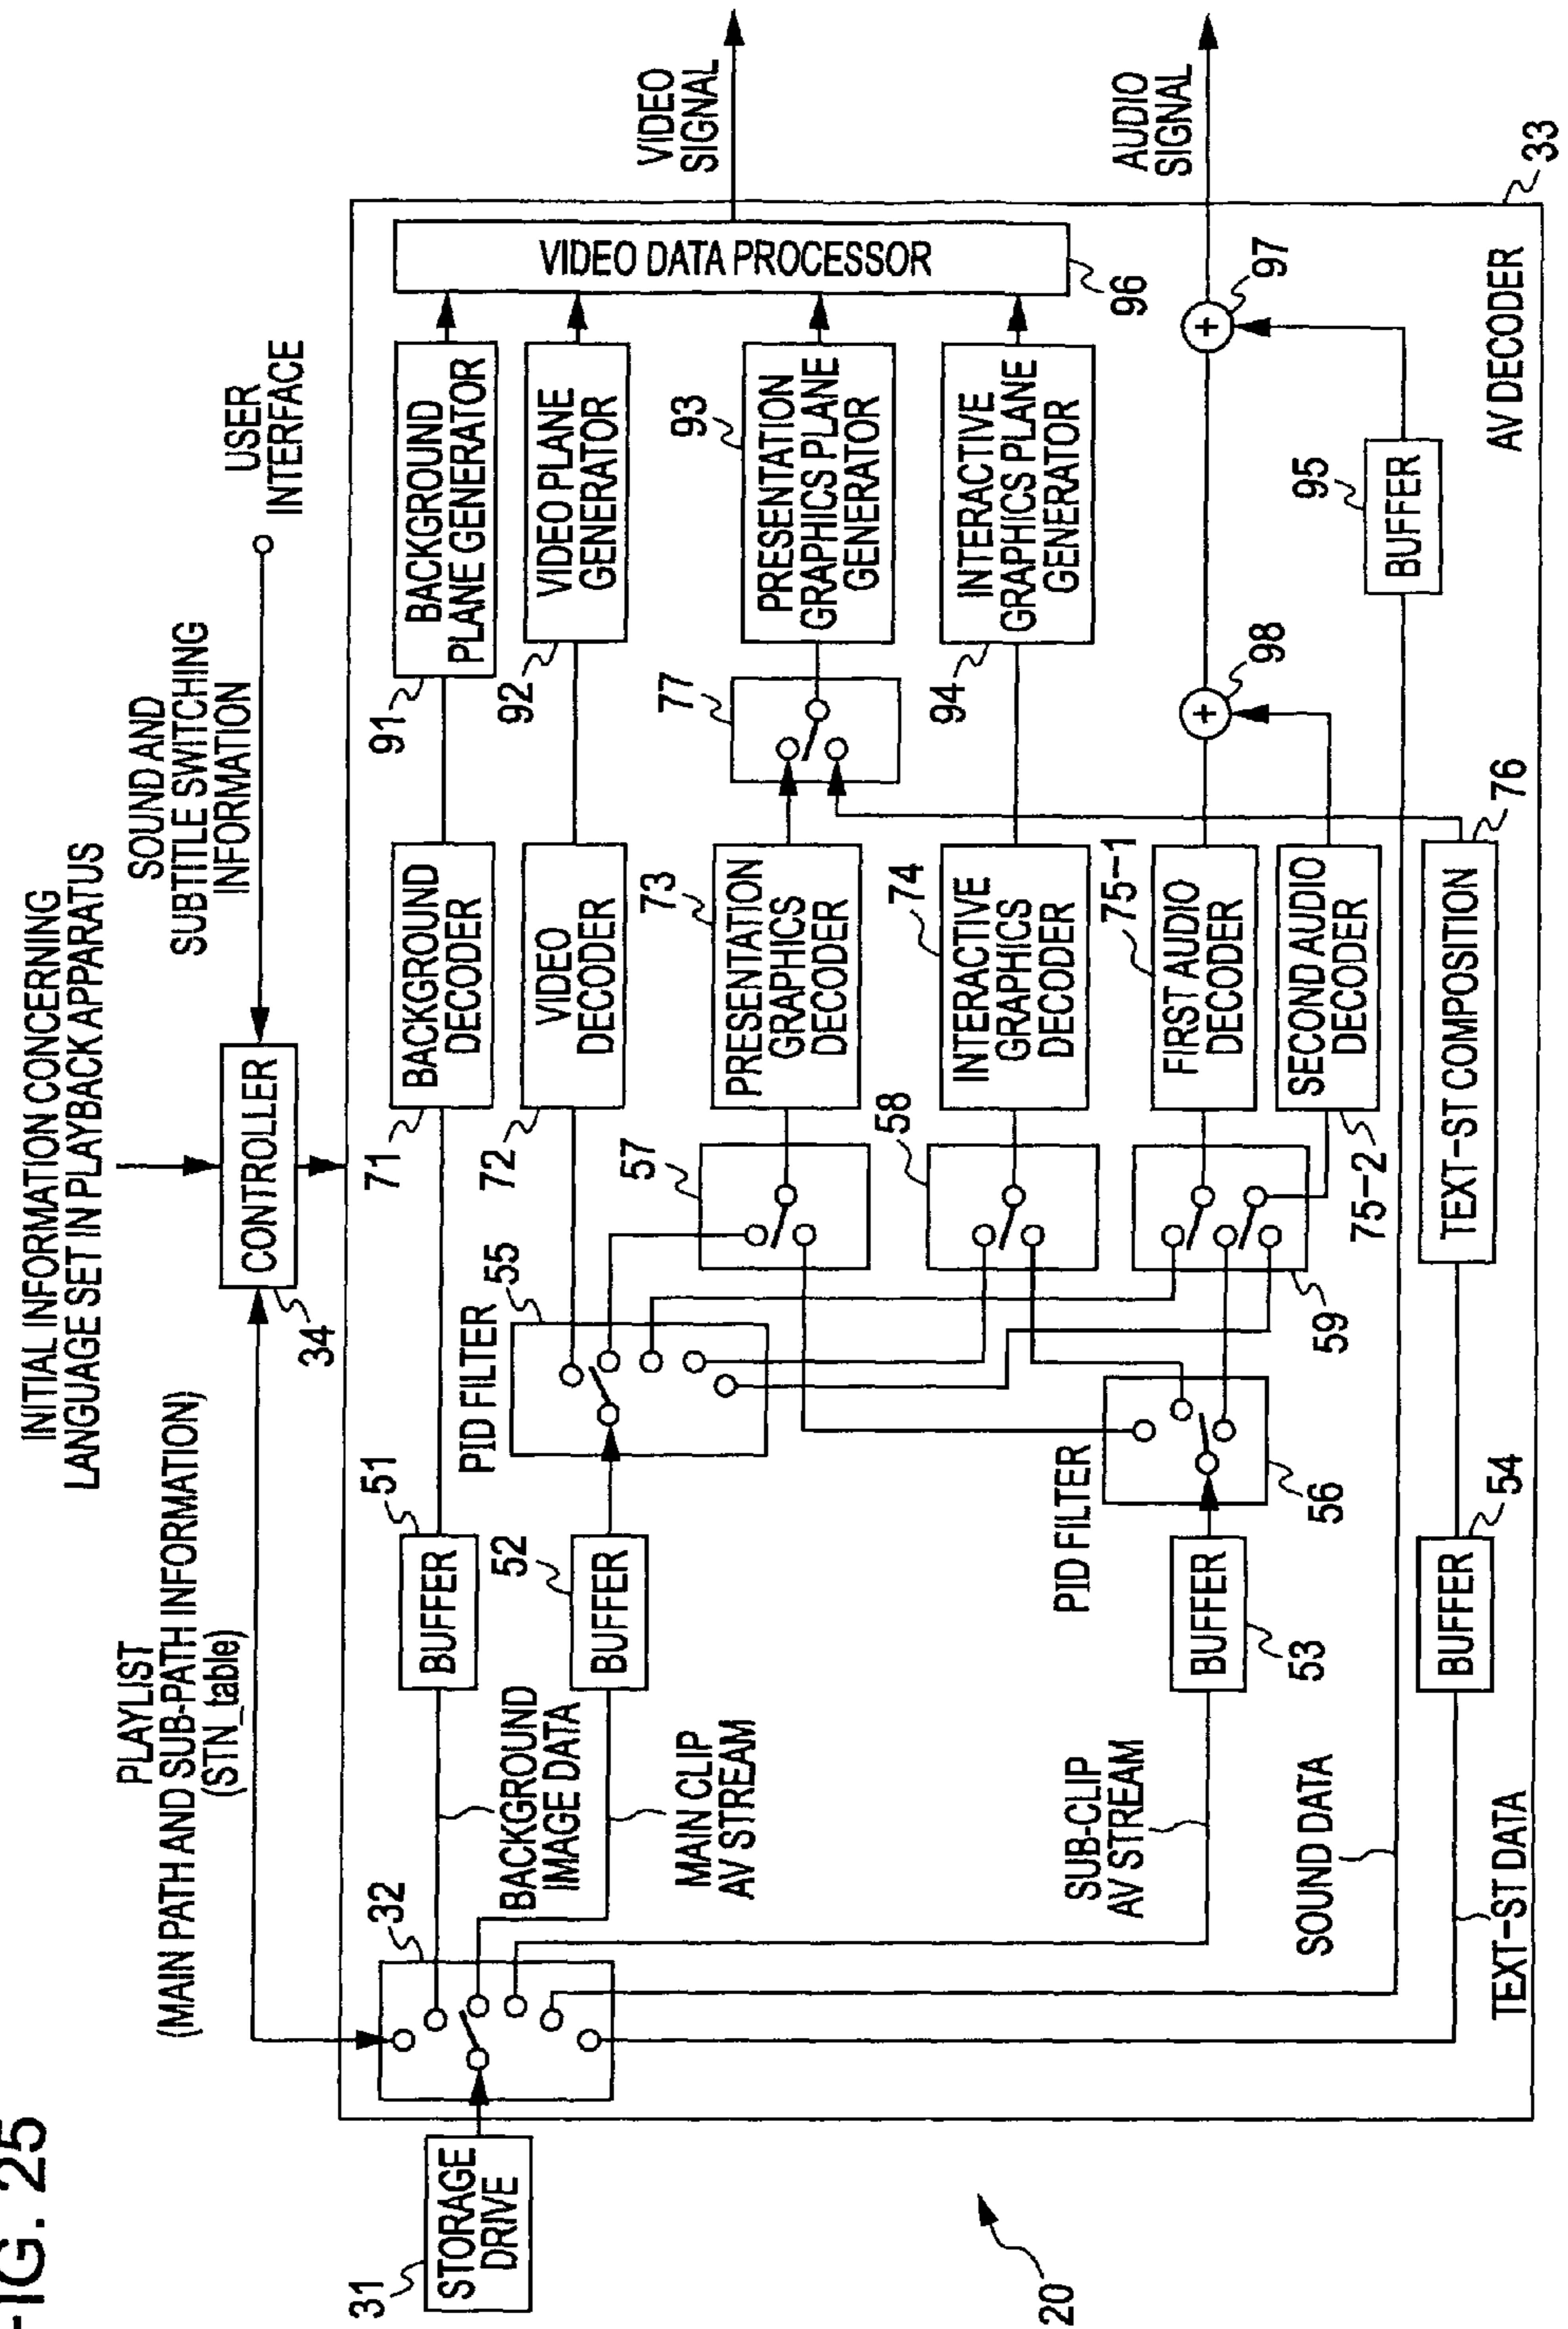 FIG. 25
INITIAL INFORMATION CONCERNING
LANGUAGE SET IN PLAYBACK APPARATUS
SOUND AND
SUBTITLE SWITCHING
INFORMATION
USER
INTERFACE
PLAYLIST
(MAIN PATH AND SUB-PATH INFORMATION)
(STN_table)
CONTROLLER
34
31
STORAGE
DRIVE
20
32
BACKGROUND
IMAGE DATA
MAIN CLIP
AV STREAM
SUB-CLIP
AV STREAM
SOUND DATA
TEXT-ST DATA
51
BUFFER
52
BUFFER
BUFFER
53
BUFFER
54
PID FILTER
55
PID FILTER
56
57
58
59
71
BACKGROUND
DECODER
72
VIDEO
DECODER
73
PRESENTATION
GRAPHICS
DECODER
74
INTERACTIVE
GRAPHICS
DECODER
75-1
FIRST AUDIO
DECODER
SECOND AUDIO
DECODER
75-2
TEXT-ST COMPOSITION
76
77
91
BACKGROUND
PLANE GENERATOR
92
VIDEO PLANE
GENERATOR
93
PRESENTATION
GRAPHICS PLANE
GENERATOR
94
INTERACTIVE
GRAPHICS PLANE
GENERATOR
+
98
95
BUFFER
+
97
VIDEO DATA PROCESSOR
96
AV DECODER
33
VIDEO
SIGNAL
AUDIO
SIGNAL